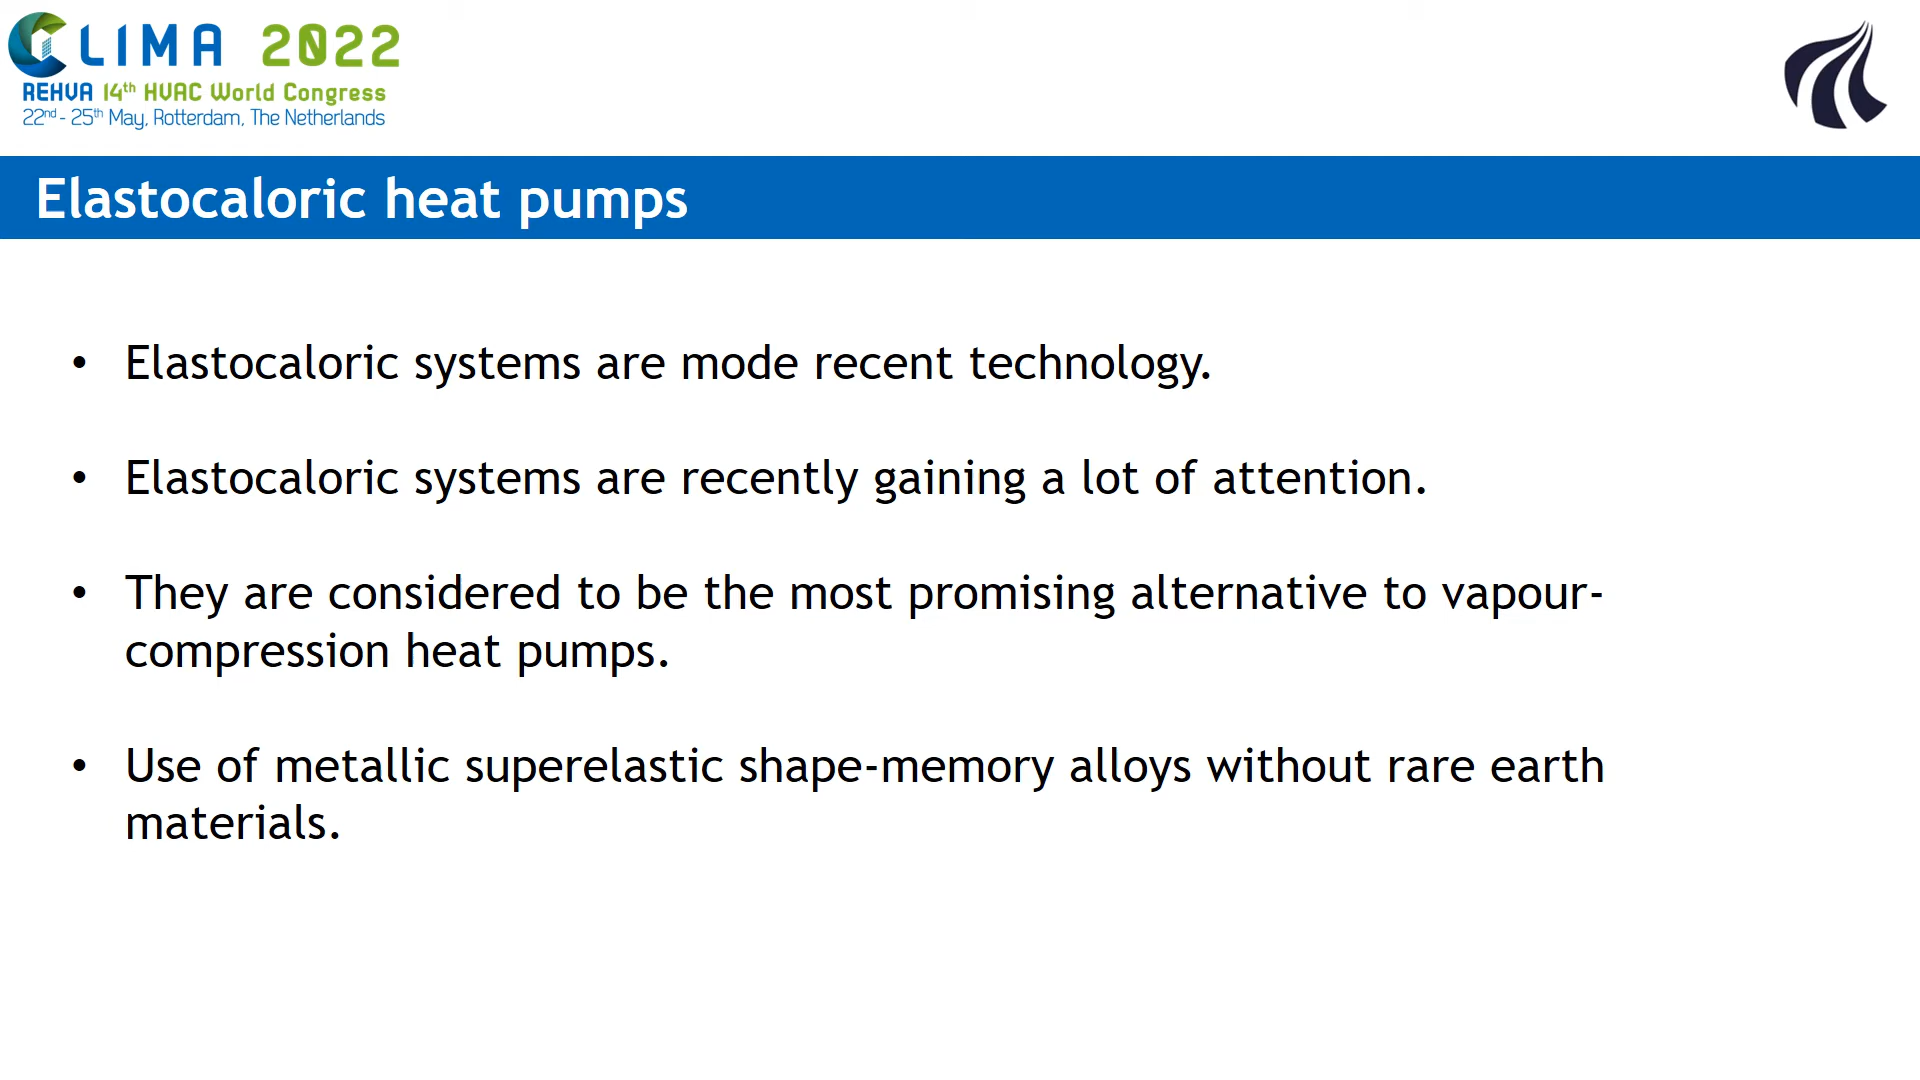 CLIMA 2022
REHVA 14th HVAC World Congress
22nd - 25th May, Rotterdam, The Netherlands
Elastocaloric heat pumps
• Elastocaloric systems are mode recent technology.
• Elastocaloric systems are recently gaining a lot of attention.
• They are considered to be the most promising alternative to vapour-
compression heat pumps.
• Use of metallic superelastic shape-memory alloys without rare earth
materials.